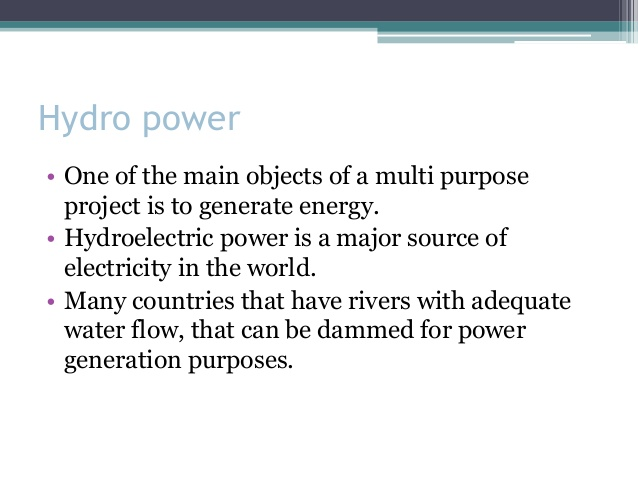 Hydro power
• One of the main objects of a multi purpose
project is to generate energy.
• Hydroelectric power is a major source of
electricity in the world.
• Many countries that have rivers with adequate
water flow, that can be dammed for power
generation purposes.